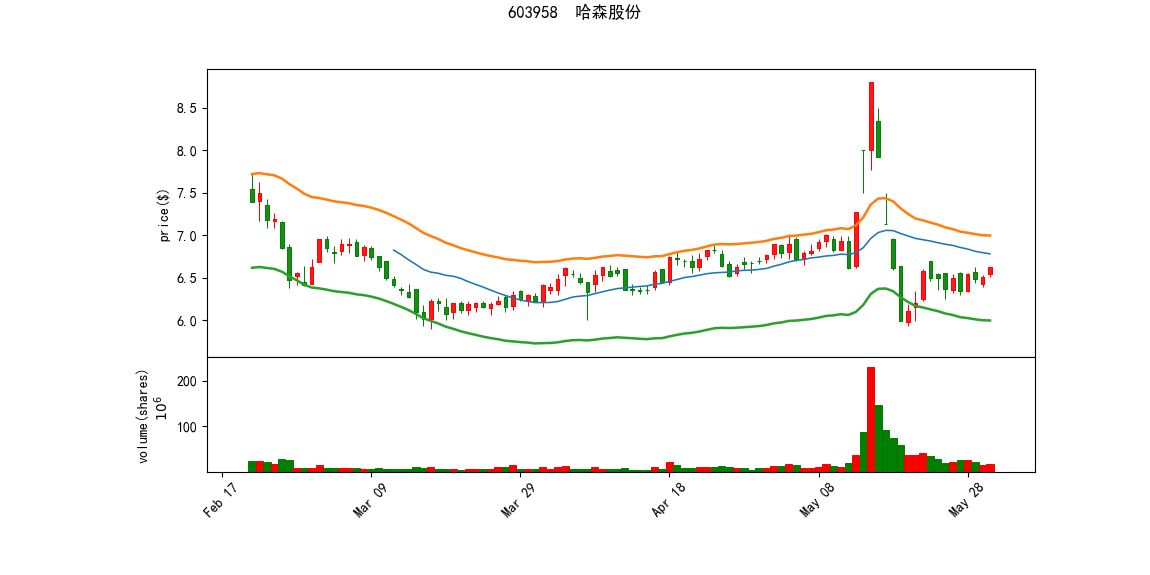 603958 哈森股份
price($)
8.5
8.0
7.5
7.0
6.5
6.0
volume(shares)
10^6
200
100
Feb 17
Mar 09
Mar 29
Apr 18
May 08
May 28